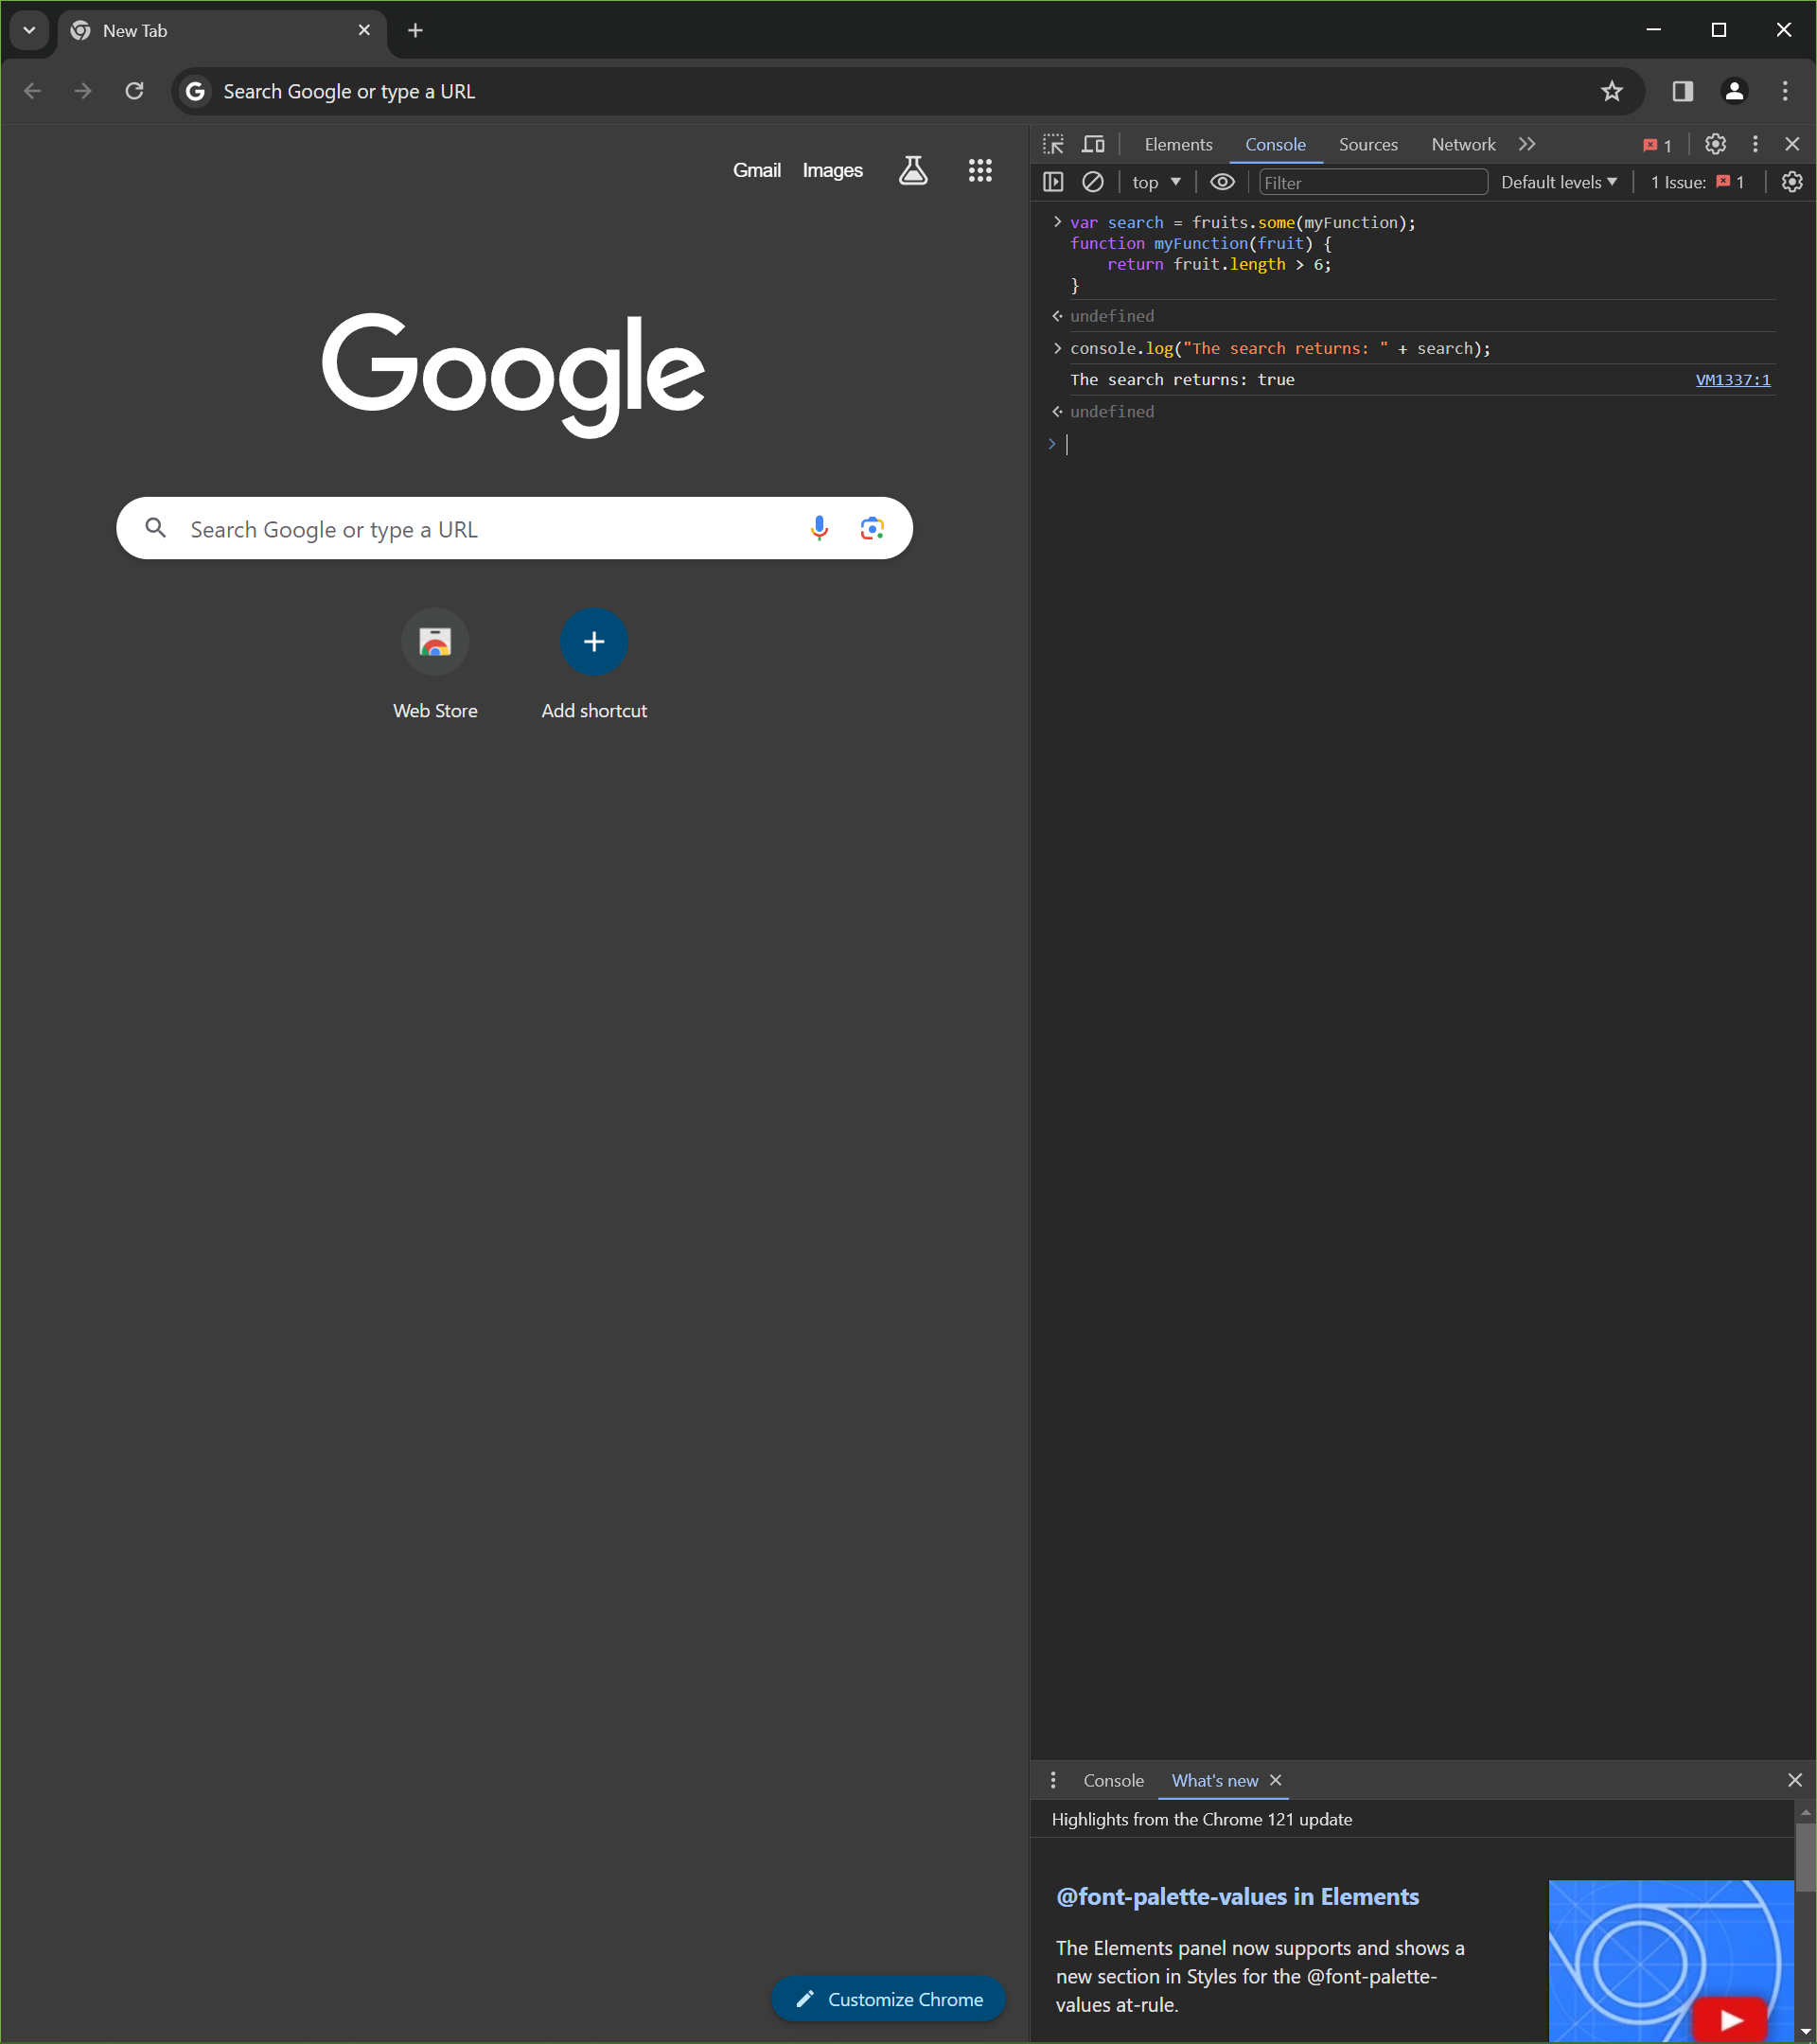 New Tab
Search Google or type a URL
Gmail Images
Google
Search Google or type a URL
Web Store Add shortcut
Customize Chrome
Elements Console Sources Network 1
top Filter Default levels 1 Issue: 1
var search = fruits.some(myFunction);
function myFunction(fruit) {
    return fruit.length > 6;
}
undefined
console.log("The search returns: " + search);
The search returns: true VM1337:1
undefined
Console What's new
Highlights from the Chrome 121 update
@font-palette-values in Elements
The Elements panel now supports and shows a
new section in Styles for the @font-palette-
values at-rule.